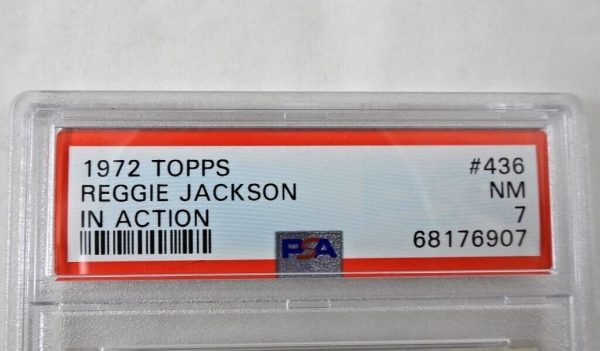 1972 TOPPS #436
REGGIE JACKSON NM
IN ACTION 7
PSA 68176907